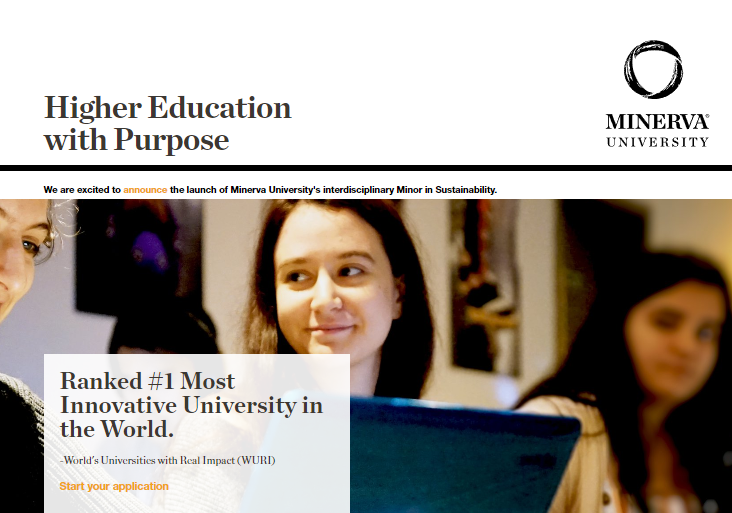 Higher Education
with Purpose
MINERVA®
UNIVERSITY
We are excited to announce the launch of Minerva University's interdisciplinary Minor in Sustainability.
Ranked #1 Most
Innovative University in
the World.
-World's Universities with Real Impact (WURI)
Start your application